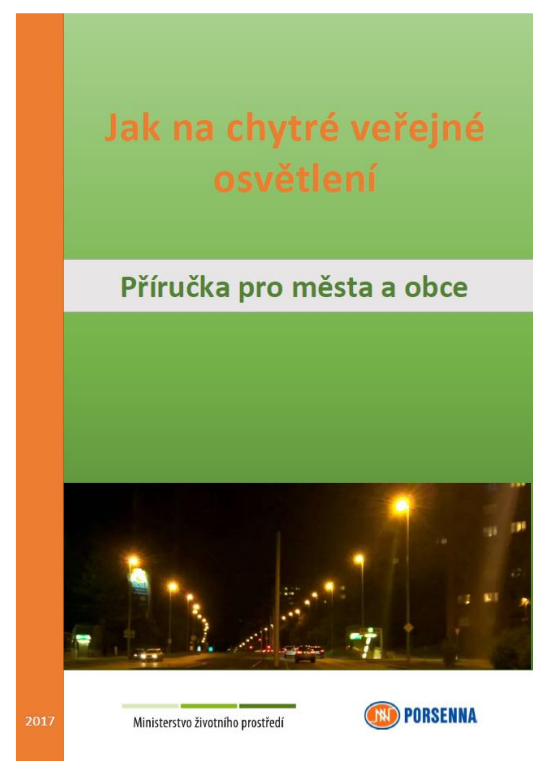 Jak na chytré veřejné
osvětlení
Příručka pro města a obce
2017
Ministerstvo životního prostředí
PORSENNA